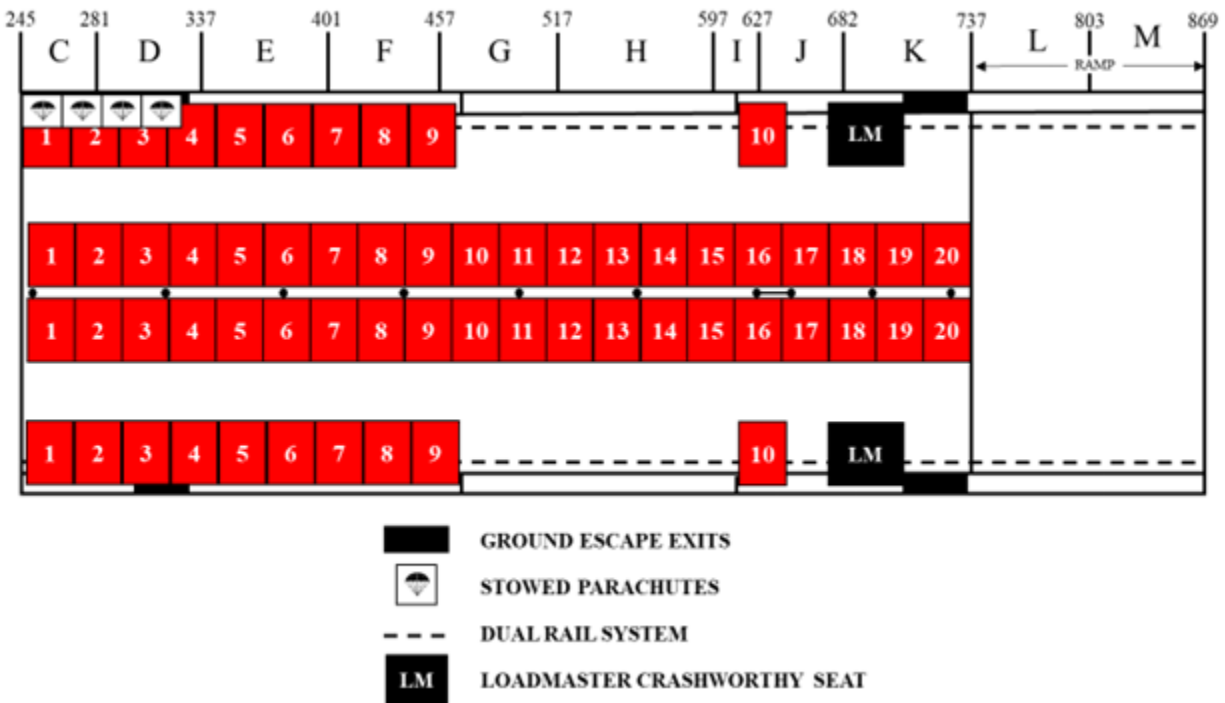 245 281 337 401 457 517 597 627 682 737 803 869
C D E F G H I J K L M
RAMP
1 2 3 4 5 6 7 8 9 10 LM
1 2 3 4 5 6 7 8 9 10 11 12 13 14 15 16 17 18 19 20
1 2 3 4 5 6 7 8 9 10 11 12 13 14 15 16 17 18 19 20
1 2 3 4 5 6 7 8 9 10 LM
GROUND ESCAPE EXITS
STOWED PARACHUTES
DUAL RAIL SYSTEM
LM LOADMASTER CRASHWORTHY SEAT